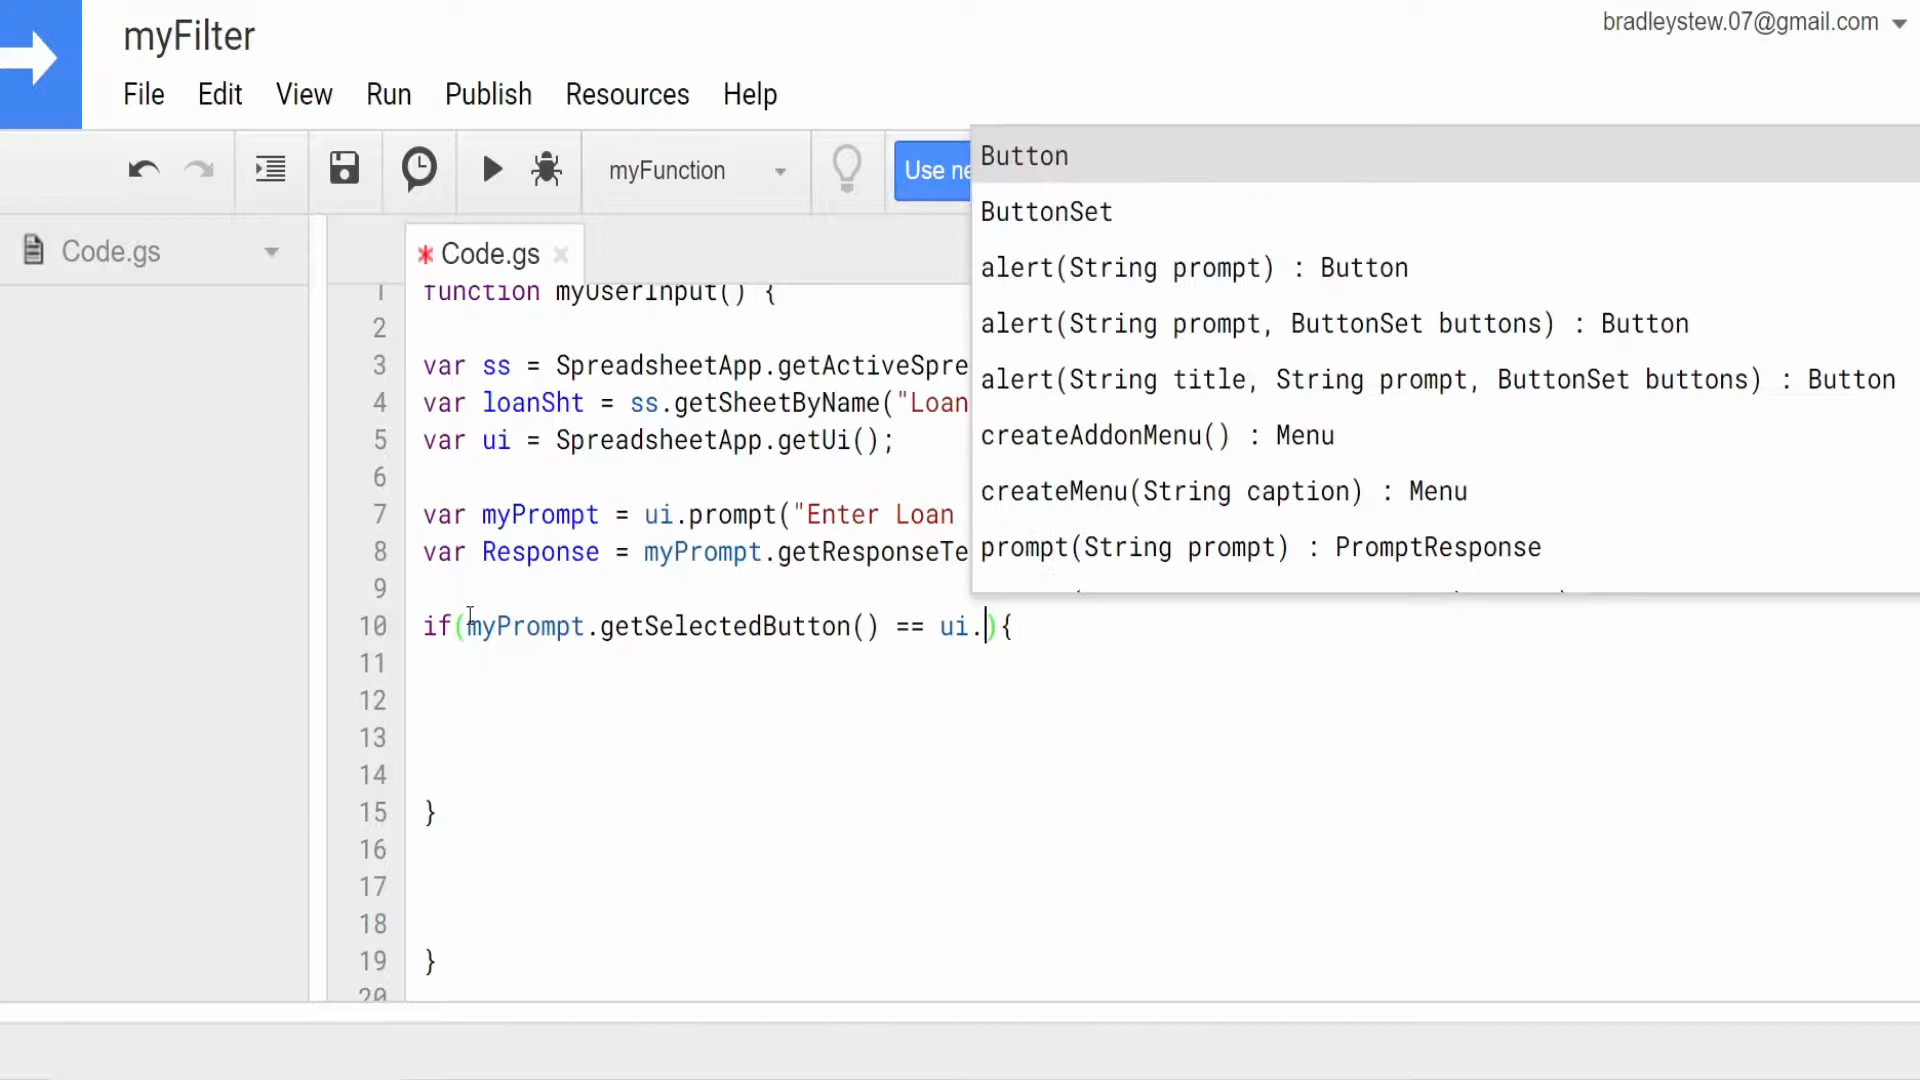 myFilter
bradleystew.07@gmail.com
File Edit View Run Publish Resources Help
myFunction
Use ne
Code.gs
* Code.gs ×
Button
ButtonSet
alert(String prompt) : Button
alert(String prompt, ButtonSet buttons) : Button
alert(String title, String prompt, ButtonSet buttons) : Button
createAddonMenu() : Menu
createMenu(String caption) : Menu
prompt(String prompt) : PromptResponse
1 function myUserInput() {
2
3 var ss = SpreadsheetApp.getActiveSpre
4 var loanSht = ss.getSheetByName("Loan
5 var ui = SpreadsheetApp.getUi();
6
7 var myPrompt = ui.prompt("Enter Loan
8 var Response = myPrompt.getResponseTe
9
10 if(myPrompt.getSelectedButton() == ui.){
11
12
13
14
15 }
16
17
18
19 }
20